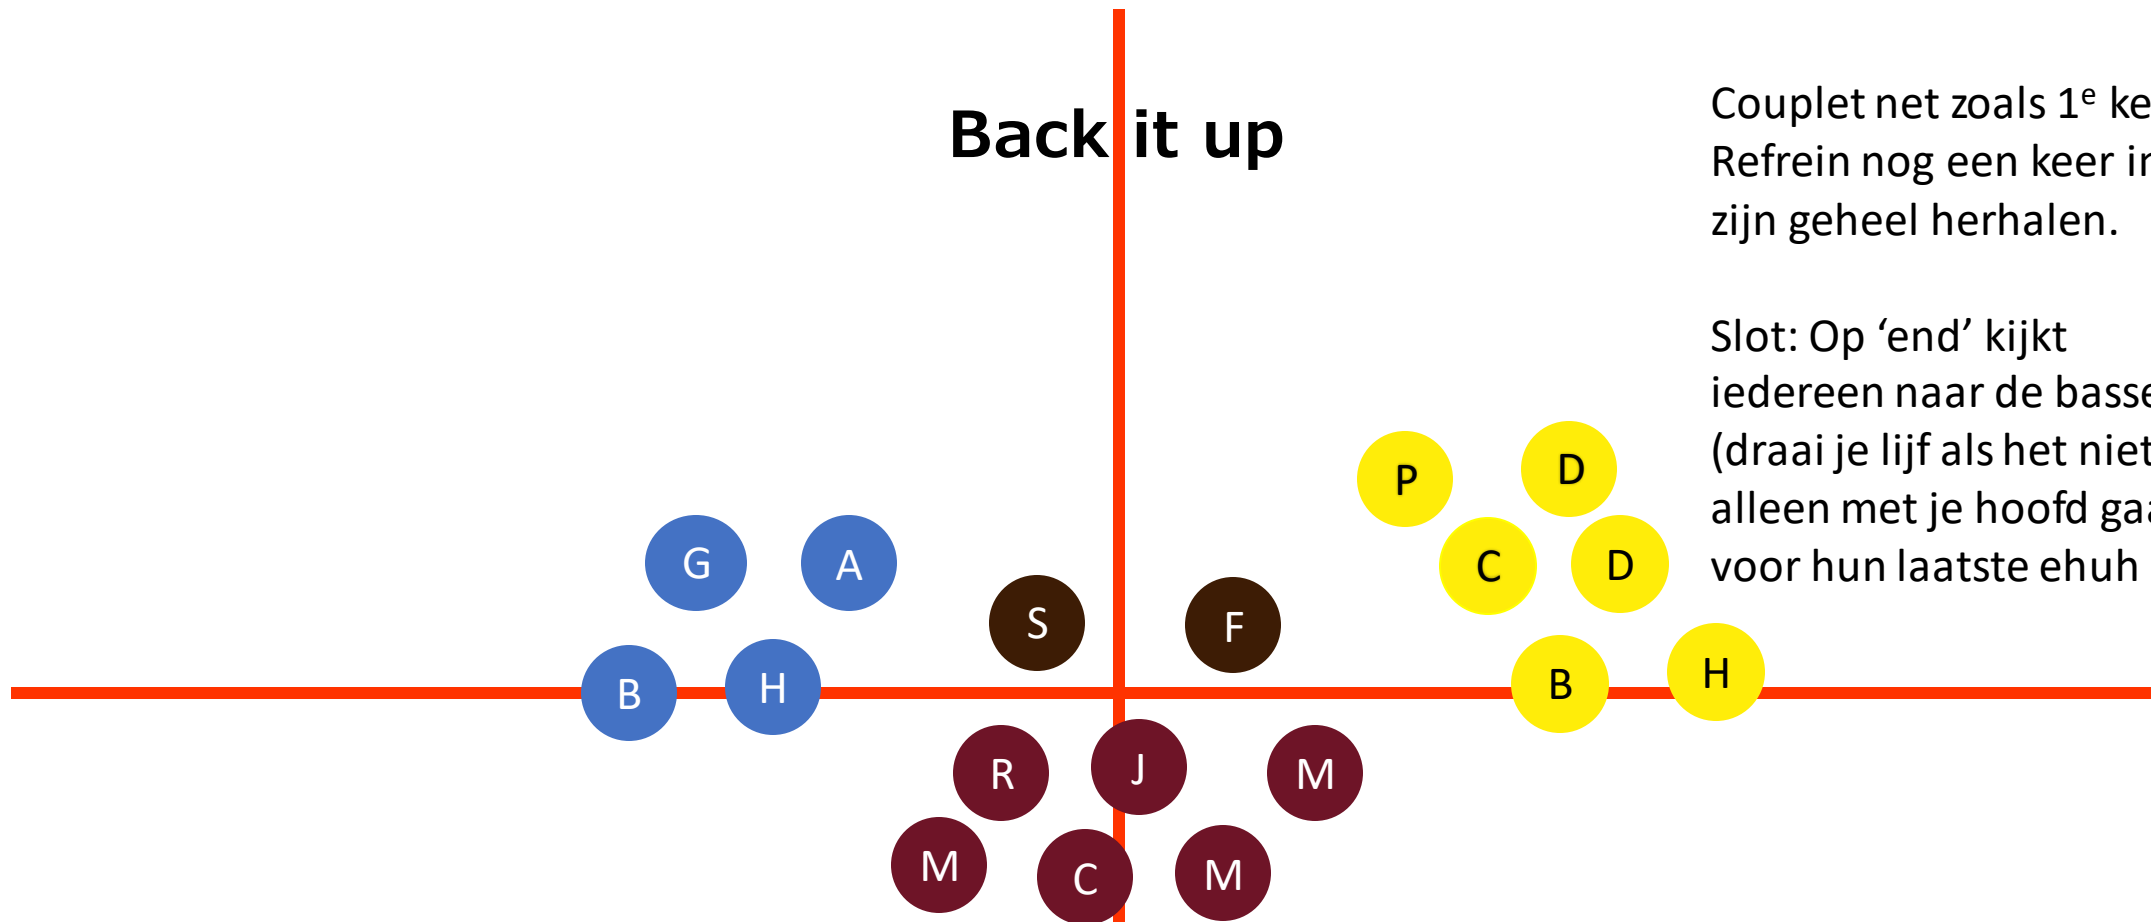 Back it up
Couplet net zoals 1e
Refrein nog een keer
zijn geheel herhalen.
Slot: Op ‘end’ kijkt
iedereen naar de
(draai je lijf als het niet
alleen met je hoofd
voor hun laatste ehuh
P
D
G
A
C
D
S
F
B
H
B
H
R
J
M
M
C
M